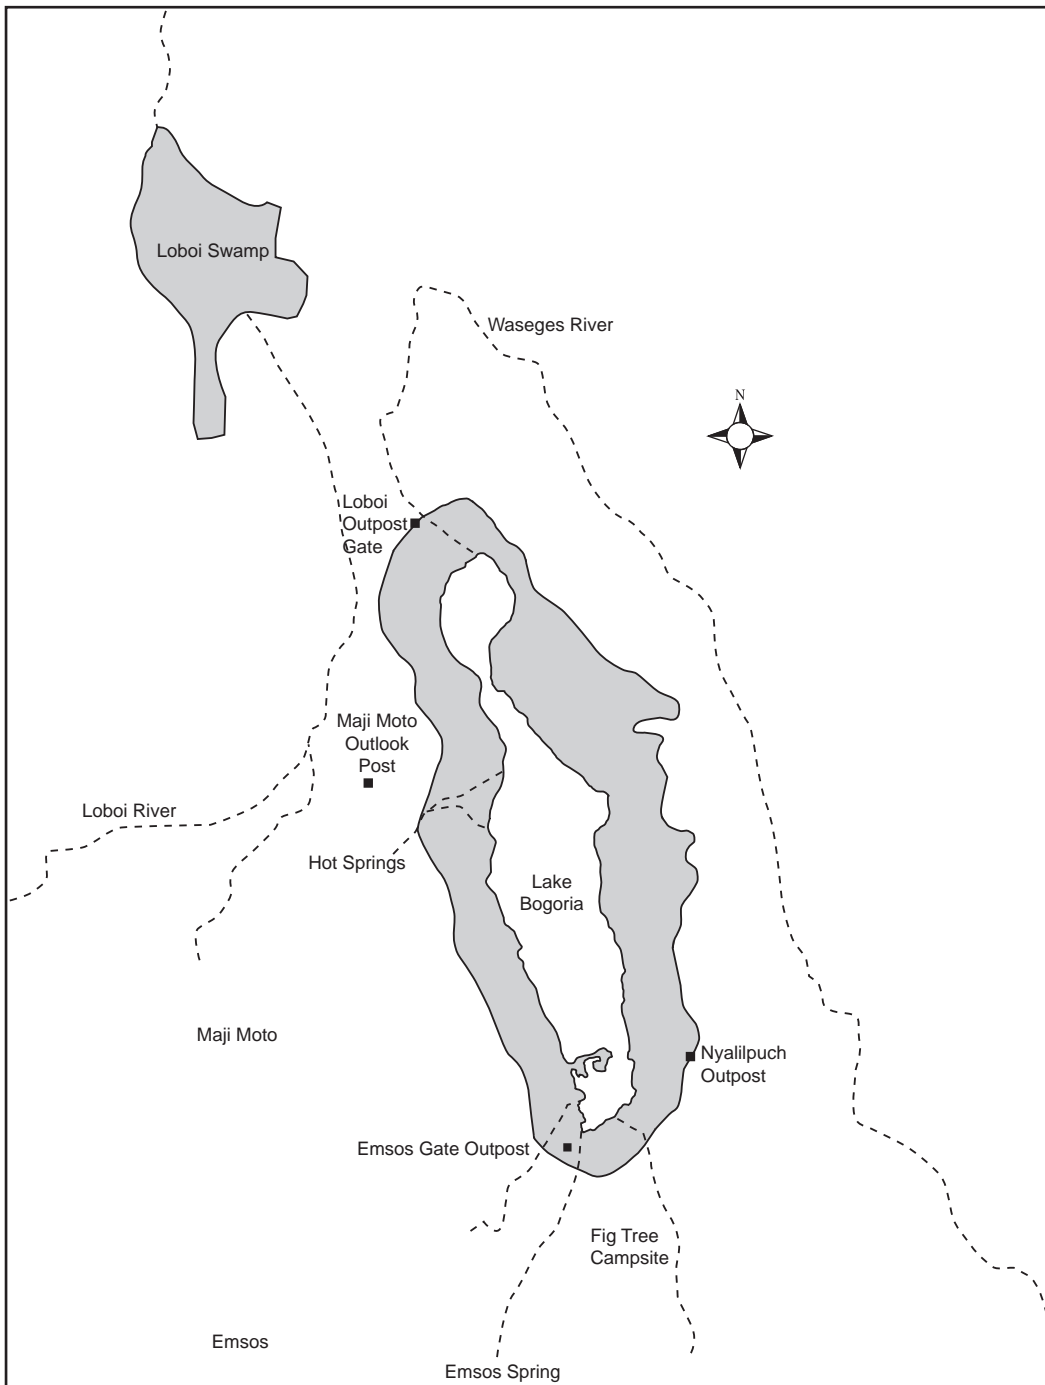 Loboi Swamp
Waseges River
N
Loboi
Outpost
Gate
Maji Moto
Outlook
Post
Loboi River
Hot Springs
Lake
Bogoria
Maji Moto
Nyalilpuch
Outpost
Emsos Gate Outpost
Fig Tree
Campsite
Emsos
Emsos Spring